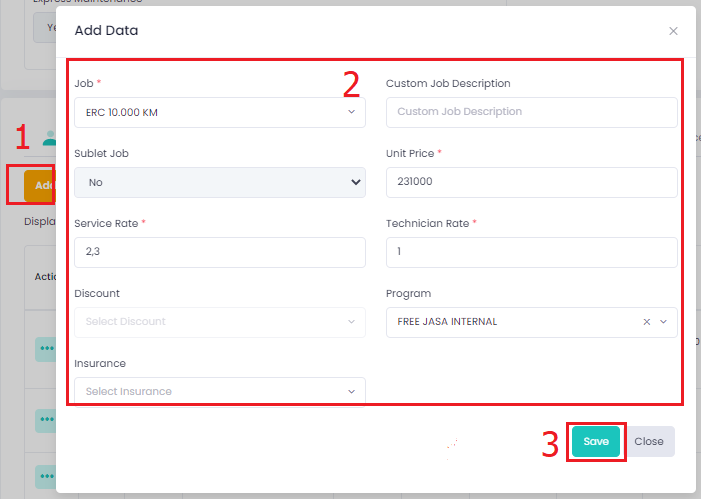 Express Maintenance
Ye
Add Data
×
2
Job *
Custom Job Description
ERC 10.000 KM
Custom Job Description
1
Sublet Job
Unit Price *
No
231000
Add
Displa
Service Rate *
Technician Rate *
2,3
1
Actio
Discount
Program
Select Discount
FREE JASA INTERNAL
Insurance
Select Insurance
3
Save
Close